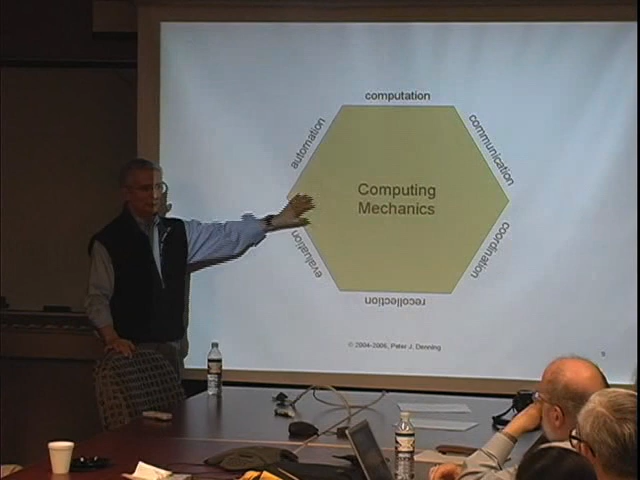 computation
communication
coordination
recollection
evaluation
automation
Computing
Mechanics
© 2004-2006, Peter J. Denning